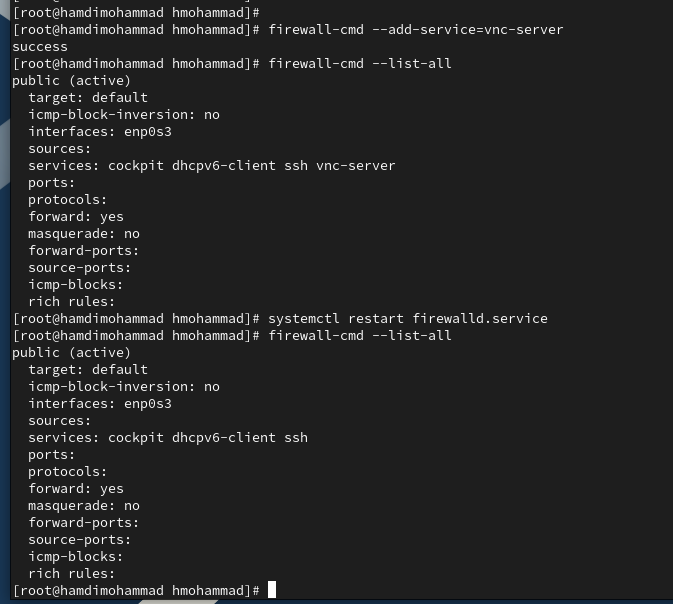 [root@hamdimohammad hmohammad]#
[root@hamdimohammad hmohammad]# firewall-cmd --add-service=vnc-server
success
[root@hamdimohammad hmohammad]# firewall-cmd --list-all
public (active)
  target: default
  icmp-block-inversion: no
  interfaces: enp0s3
  sources:
  services: cockpit dhcpv6-client ssh vnc-server
  ports:
  protocols:
  forward: yes
  masquerade: no
  forward-ports:
  source-ports:
  icmp-blocks:
  rich rules:
[root@hamdimohammad hmohammad]# systemctl restart firewalld.service
[root@hamdimohammad hmohammad]# firewall-cmd --list-all
public (active)
  target: default
  icmp-block-inversion: no
  interfaces: enp0s3
  sources:
  services: cockpit dhcpv6-client ssh
  ports:
  protocols:
  forward: yes
  masquerade: no
  forward-ports:
  source-ports:
  icmp-blocks:
  rich rules:
[root@hamdimohammad hmohammad]#